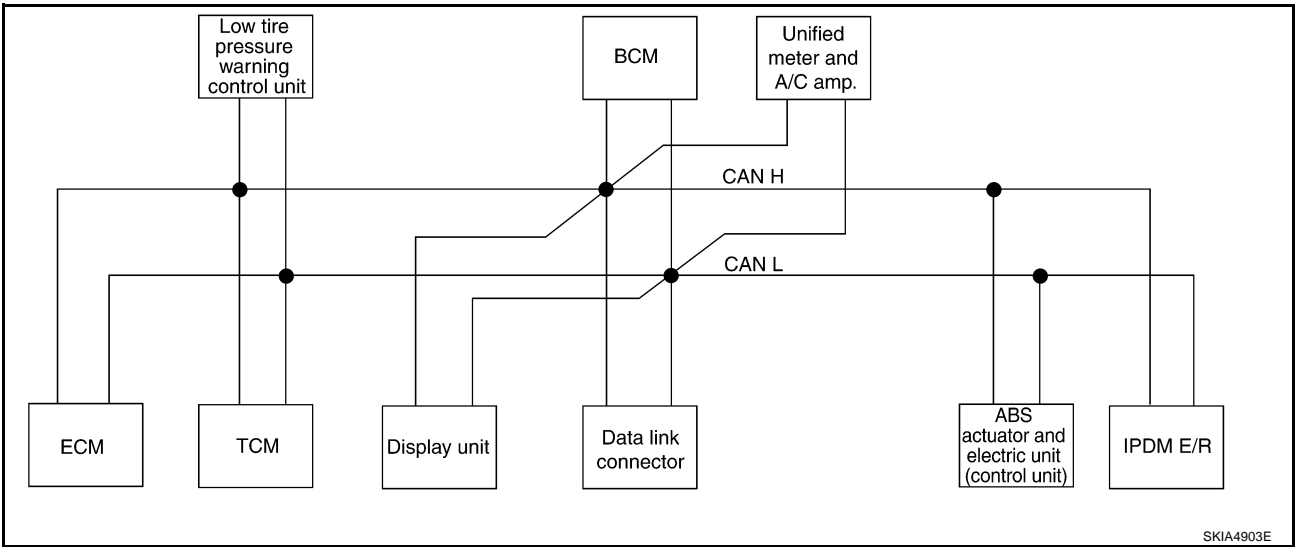 Low tire
pressure
warning
control unit
BCM
Unified
meter and
A/C amp.
CAN H
CAN L
ECM
TCM
Display unit
Data link
connector
ABS
actuator and
electric unit
(control unit)
IPDM E/R
SKIA4903E